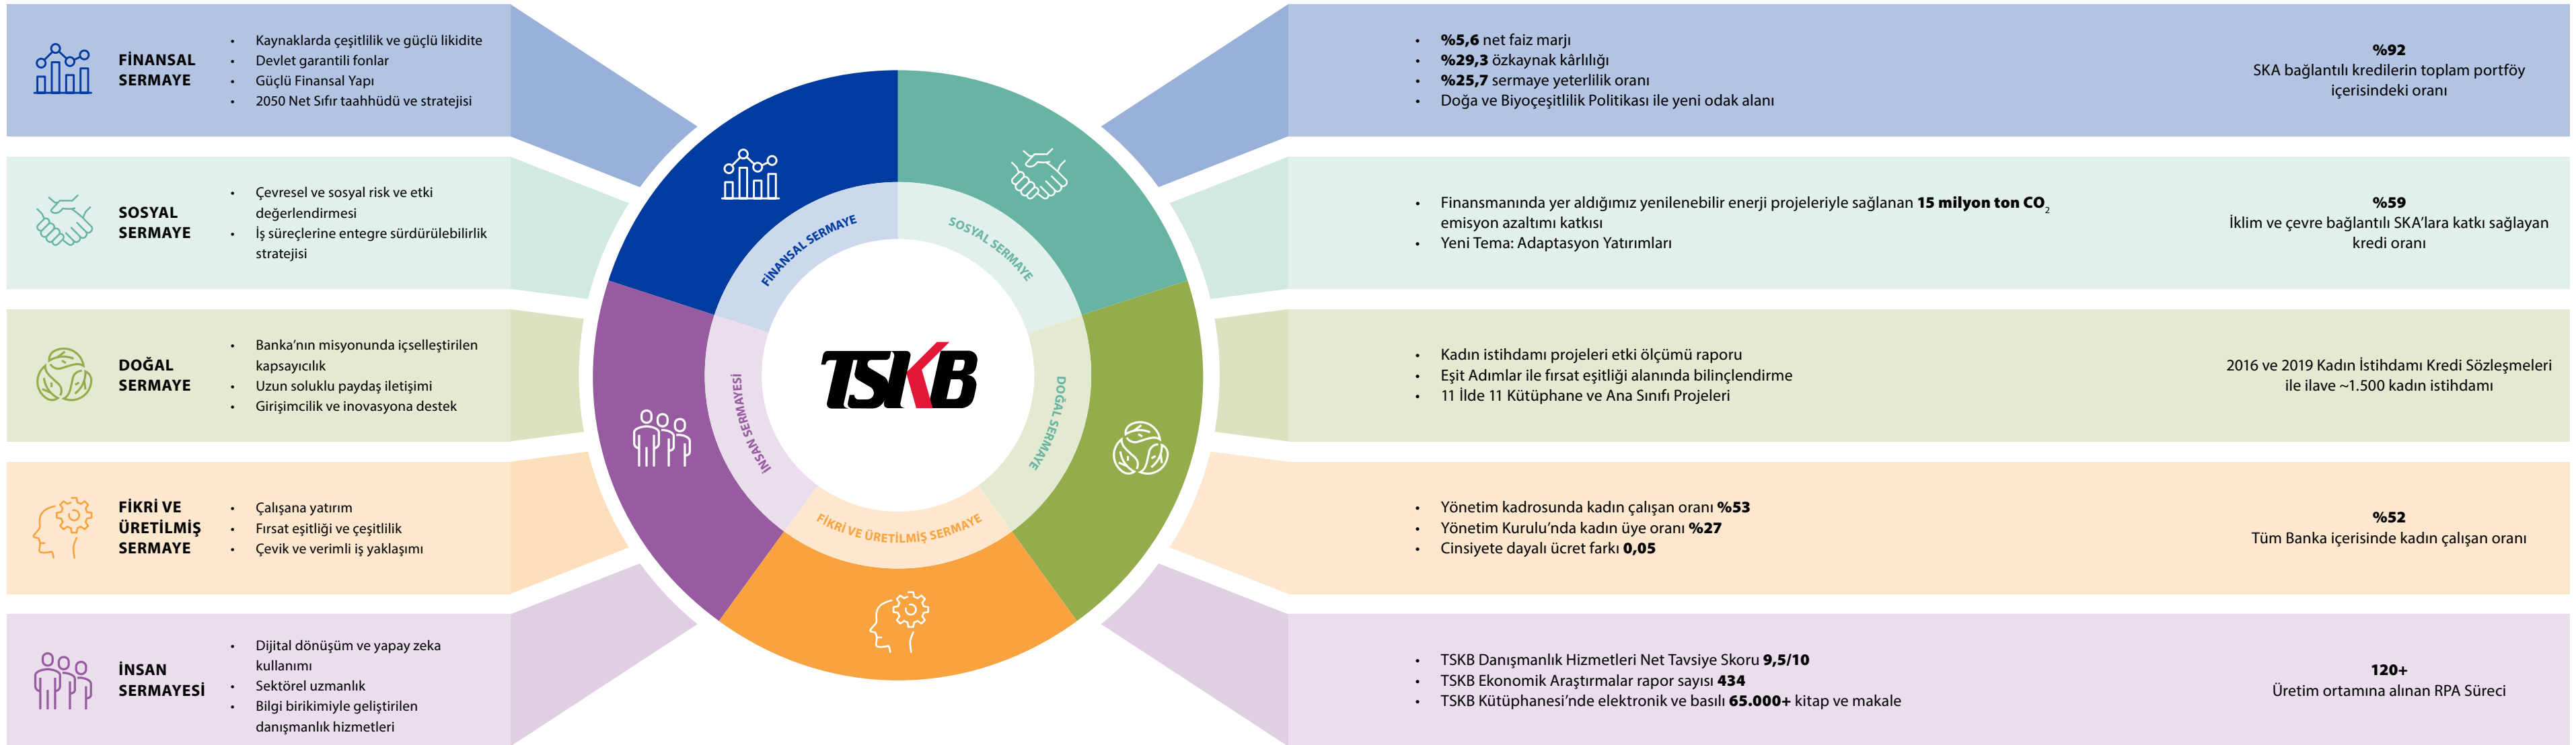 FİNANSAL
SERMAYE
• Kaynaklarda çeşitlilik ve güçlü likidite
• Devlet garantili fonlar
• Güçlü Finansal Yapı
• 2050 Net Sıfır taahhüdü ve stratejisi
• %5,6 net faiz marjı
• %29,3 özkaynak kârlılığı
• %25,7 sermaye yeterlilik oranı
• Doğa ve Biyoçeşitlilik Politikası ile yeni odak alanı
%92
SKA bağlantılı kredilerin toplam portföy
içerisindeki oranı
SOSYAL
SERMAYE
• Çevresel ve sosyal risk ve etki
değerlendirmesi
• İş süreçlerine entegre sürdürülebilirlik
stratejisi
• Finansmanında yer aldığımız yenilenebilir enerji projeleriyle sağlanan 15 milyon ton CO₂
emisyon azaltımı katkısı
• Yeni Tema: Adaptasyon Yatırımları
%59
İklim ve çevre bağlantılı SKA’lara katkı sağlayan
kredi oranı
DOĞAL
SERMAYE
• Banka’nın misyonunda içselleştirilen
kapsayıcılık
• Uzun soluklu paydaş iletişimi
• Girişimcilik ve inovasyona destek
• Kadın istihdamı projeleri etki ölçümü raporu
• Eşit Adımlar ile fırsat eşitliği alanında bilinçlendirme
• 11 İlde 11 Kütüphane ve Ana Sınıfı Projeleri
2016 ve 2019 Kadın İstihdamı Kredi Sözleşmeleri
ile ilave ~1.500 kadın istihdamı
FİKRİ VE
ÜRETİLMİŞ
SERMAYE
• Çalışana yatırım
• Fırsat eşitliği ve çeşitlilik
• Çevik ve verimli iş yaklaşımı
• Yönetim kadrosunda kadın çalışan oranı %53
• Yönetim Kurulu’nda kadın üye oranı %27
• Cinsiyete dayalı ücret farkı 0,05
%52
Tüm Banka içerisinde kadın çalışan oranı
İNSAN
SERMAYESİ
• Dijital dönüşüm ve yapay zeka
kullanımı
• Sektörel uzmanlık
• Bilgi birikimiyle geliştirilen
danışmanlık hizmetleri
• TSKB Danışmanlık Hizmetleri Net Tavsiye Skoru 9,5/10
• TSKB Ekonomik Araştırmalar rapor sayısı 434
• TSKB Kütüphanesi’nde elektronik ve basılı 65.000+ kitap ve makale
120+
Üretim ortamına alınan RPA Süreci
FİNANSAL SERMAYE
SOSYAL SERMAYE
DOĞAL SERMAYE
FİKRİ VE ÜRETİLMİŞ SERMAYE
İNSAN SERMAYESİ
TSKB